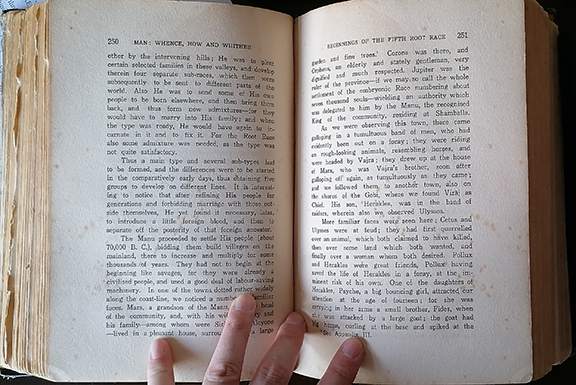 250 MAN: WHENCE, HOW AND WHITHER
other by the intervening hills; He was to plant
certain selected families in these valleys, and develop
therein four separate sub-races, which then were
subsequently to be sent to different parts of the
world. Also He was to send some of His own
people to be born elsewhere, and then bring them
back, and thus form new admixtures—for they
would have to marry into His family; and when
the type was ready, He would have again to in-
carnate in it and to fix it. For the Root Race
also some admixture was needed, as the type was
not quite satisfactory.
Thus a main type and several sub-types had
to be formed, and the differences were to be started
in the comparatively early days, thus obtaining five
groups to develop on different lines. It is interest-
ing to notice that after refining His people for
generations and forbidding marriage with those out-
side themselves, He yet found it necessary, later,
to introduce a little foreign blood, and then to
separate off the posterity of that foreign ancestor.
The Manu proceeded to settle His people (about
70,000 B. C.), bidding them build villages on the
mainland, there to increase and multiply for some
thousands of years. They had not to begin at the
beginning like savages, for they were already a
civilised people, and used a good deal of labour-saving
machinery. In one of the towns dotted rather widely
along the coast-line, we noticed a number of familiar
faces. Mars, a grandson of the Manu, was the head
of the community, and, with his wife and
his family—among whom were Alcyone
—lived in a pleasant house, surrounded a large
BEGINNINGS OF THE FIFTH ROOT RACE 251
garden and fine trees. Corona was there, and
Orpheus, an elderly and stately gentleman, very
dignified and much respected. Jupiter was the
ruler of the province—if we may so call the whole
settlement of the embryonic Race numbering about
seven thousand souls—wielding an authority which
was delegated to him by the Manu, the recognised
King of the community, residing at Shamballa.
As we were observing this town, there came
galloping in a tumultuous band of men, who had
evidently been out on a foray; they were riding
on rough-looking animals, resembling horses, and
were headed by Vajra; they drew up at the house
of Mars, who was Vajra's brother, soon after
galloping off again, as tumultuously as they came;
and we followed them to another town, also on
the shores of the Gobi, where we found Viraj as
Chief. His son, Herakles, was in the band of
raiders, wherein also we observed Ulysses.
More familiar faces were seen here; Cetus and
Ulysses were at feud; they had first quarrelled
over an animal, which both claimed to have killed,
then over some land which both wanted, and
finally over a woman whom both desired. Pollux
and Herakles were great friends, Pollux having
saved the life of Herakles in a foray, at the im-
minent risk of his own. One of the daughters of
Herakles, Psyche, a big bouncing girl, attracted our
attention at the age of fourteen; for she was
carrying in her arms a small brother, Fides, when
she was attacked by a large goat; the goat had
horns, curling at the base and spiked at the
See Appendix III.